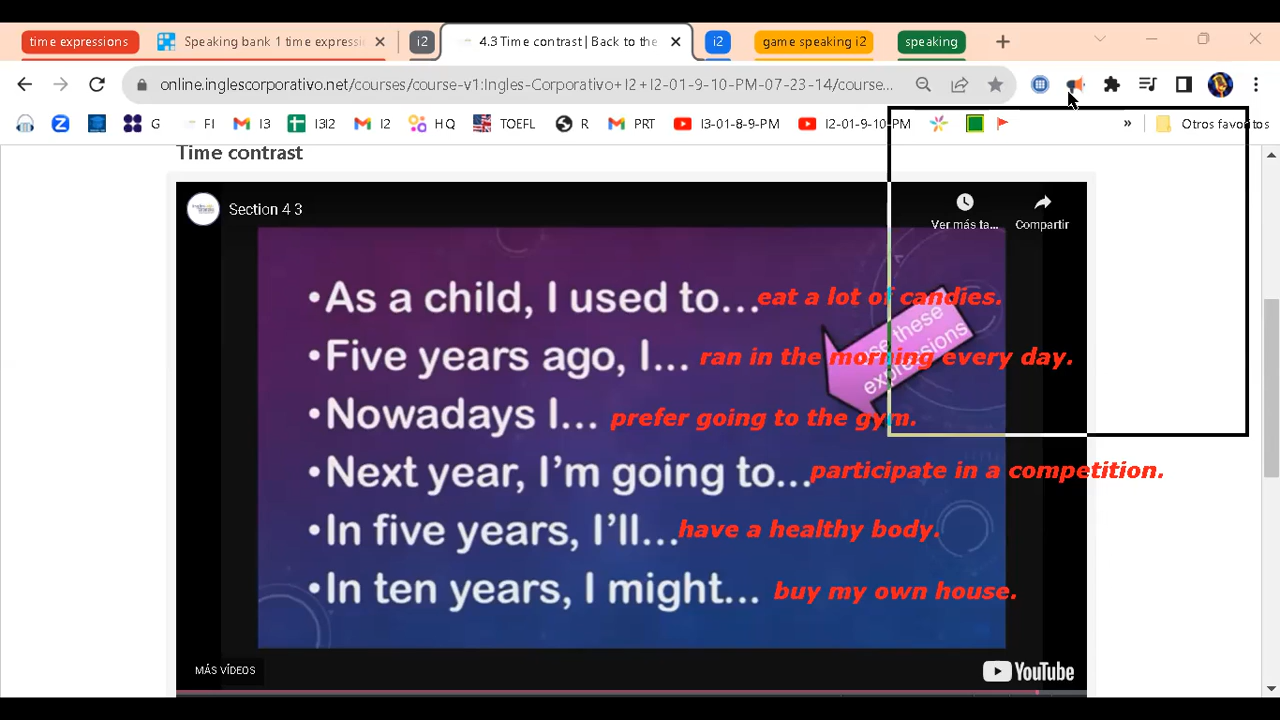 time expressions
Speaking bank 1 time expressi
i2
4.3 Time contrast | Back to the
i2
game speaking i2
speaking
online.inglescorporativo.net/courses/course-v1:Ingles-Corporativo+I2+I2-01-9-10-PM-07-23-14/course...
G
FI
I3
I3I2
I2
HQ
TOEFL
R
PRT
I3-01-8-9-PM
I2-01-9-10-PM
»
Otros favoritos
Time contrast
Section 4 3
Ver más ta...
Compartir
•As a child, I used to...eat a lot of candies.
•Five years ago, I... ran in the morning every day.
these
expressions
•Nowadays I... prefer going to the gym.
•Next year, I'm going to...participate in a competition.
•In five years, I'll...have a healthy body.
•In ten years, I might... buy my own house.
MÁS VÍDEOS
YouTube